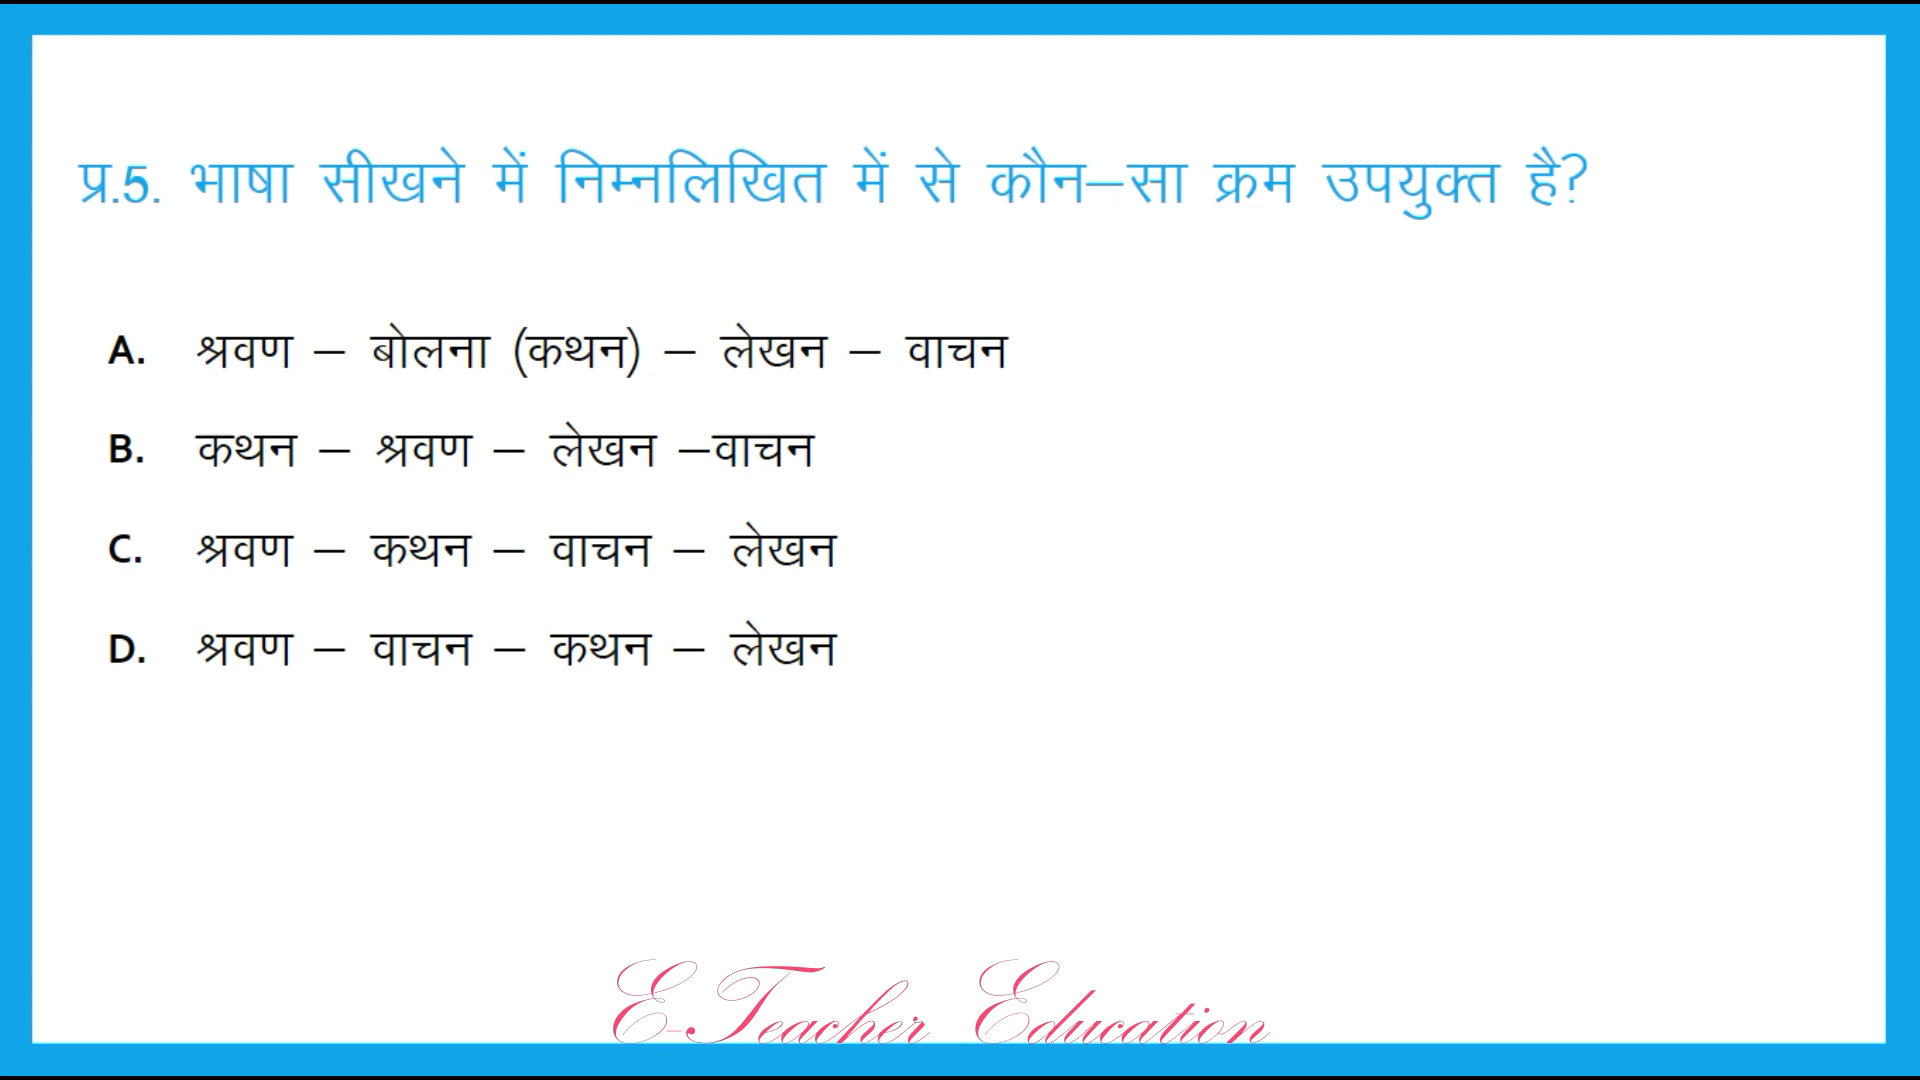 प्र.5. भाषा सीखने में निम्नलिखित में से कौन–सा क्रम उपयुक्त है?
A. श्रवण – बोलना (कथन) – लेखन – वाचन
B. कथन – श्रवण – लेखन –वाचन
C. श्रवण – कथन – वाचन – लेखन
D. श्रवण – वाचन – कथन – लेखन
E-Teacher Education